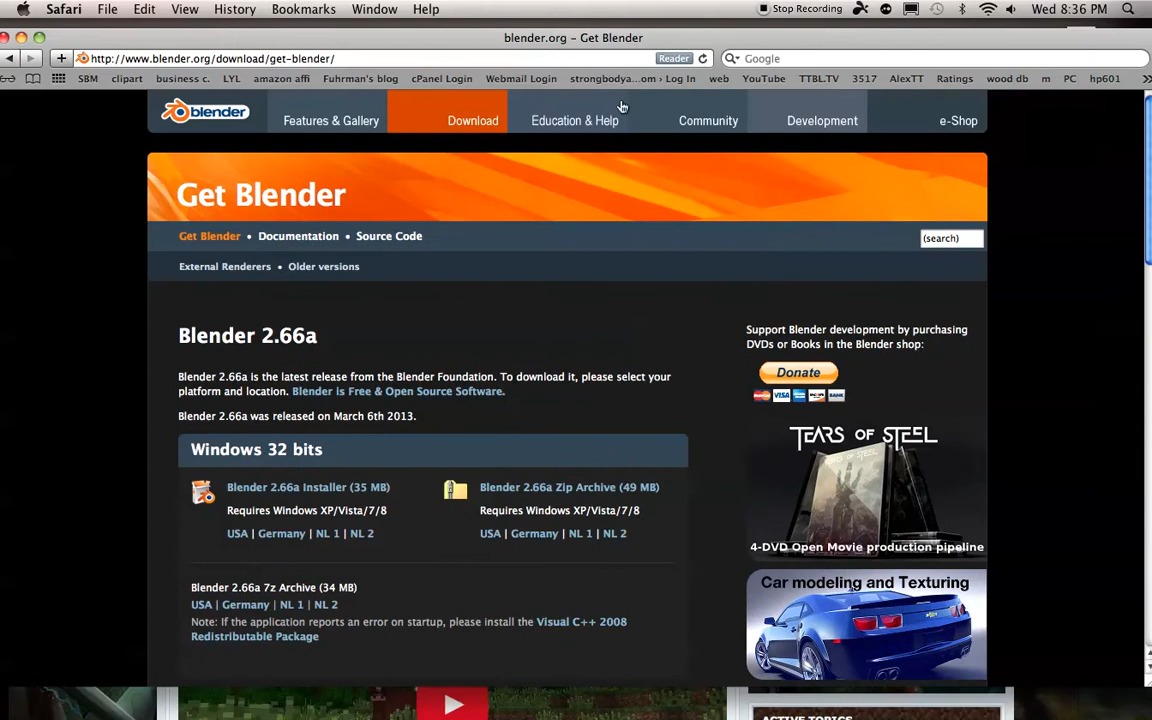 Safari File Edit View History Bookmarks Window Help Stop Recording Wed 8:36 PM
blender.org – Get Blender
http://www.blender.org/download/get-blender/ Reader Google
SBM clipart business c. LYL amazon affi Fuhrman's blog cPanel Login Webmail Login strongbodya...om › Log In web YouTube TTBL.TV 3517 AlexTT Ratings wood db m PC hp601
blender Features & Gallery Download Education & Help Community Development e-Shop
Get Blender
Get Blender • Documentation • Source Code (search)
External Renderers • Older versions
Blender 2.66a
Blender 2.66a is the latest release from the Blender Foundation. To download it, please select your
platform and location. Blender is Free & Open Source Software.
Blender 2.66a was released on March 6th 2013.
Windows 32 bits
Blender 2.66a Installer (35 MB)
Requires Windows XP/Vista/7/8
USA | Germany | NL 1 | NL 2
Blender 2.66a Zip Archive (49 MB)
Requires Windows XP/Vista/7/8
USA | Germany | NL 1 | NL 2
Blender 2.66a 7z Archive (34 MB)
USA | Germany | NL 1 | NL 2
Note: If the application reports an error on startup, please install the Visual C++ 2008
Redistributable Package
Support Blender development by purchasing
DVDs or Books in the Blender shop:
Donate
VISA BANK
TEARS OF STEEL
4-DVD Open Movie production pipeline
Car modeling and Texturing
ACTIVE TOPICS